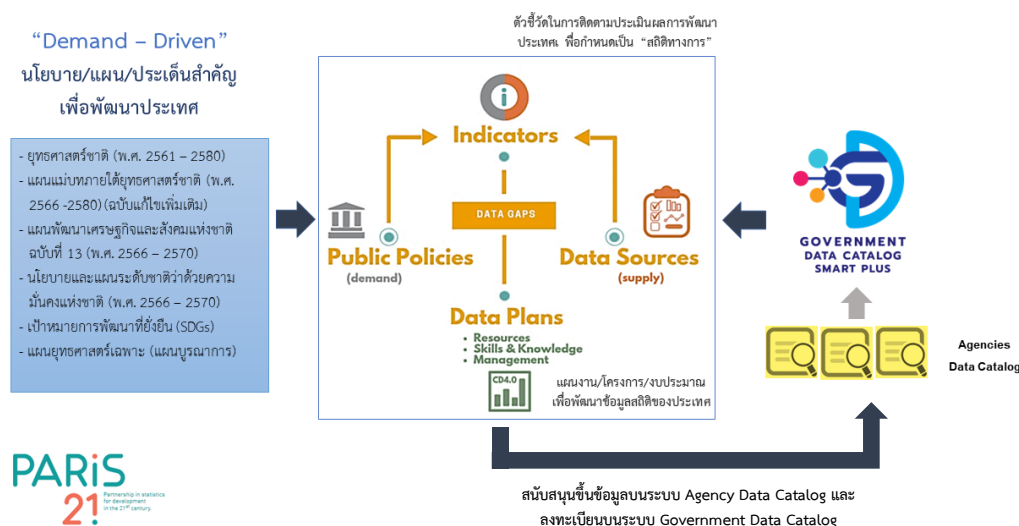 “Demand – Driven”
นโยบาย/แผน/ประเด็นสำคัญ
เพื่อพัฒนาประเทศ
- ยุทธศาสตร์ชาติ (พ.ศ. 2561 – 2580)
- แผนแม่บทภายใต้ยุทธศาสตร์ชาติ (พ.ศ.
2566 -2580) (ฉบับแก้ไขเพิ่มเติม)
- แผนพัฒนาเศรษฐกิจและสังคมแห่งชาติ
ฉบับที่ 13 (พ.ศ. 2566 – 2570)
- นโยบายและแผนระดับชาติว่าด้วยความ
มั่นคงแห่งชาติ (พ.ศ. 2566 – 2570)
- เป้าหมายการพัฒนาที่ยั่งยืน (SDGs)
- แผนยุทธศาสตร์เฉพาะ (แผนบูรณาการ)
ตัวชี้วัดในการติดตามประเมินผลการพัฒนา
ประเทศ เพื่อกำหนดเป็น “สถิติทางการ”
Indicators
DATA GAPS
Public Policies
(demand)
Data Sources
(supply)
Data Plans
• Resources
• Skills & Knowledge
• Management
CD4.0
แผนงาน/โครงการ/งบประมาณ
เพื่อพัฒนาข้อมูลสถิติของประเทศ
GOVERNMENT
DATA CATALOG
SMART PLUS
Agencies
Data Catalog
สนับสนุนขึ้นข้อมูลบนระบบ Agency Data Catalog และ
ลงทะเบียนบนระบบ Government Data Catalog
PARiS
21
Partnership in statistics
for development
in the 21st century.